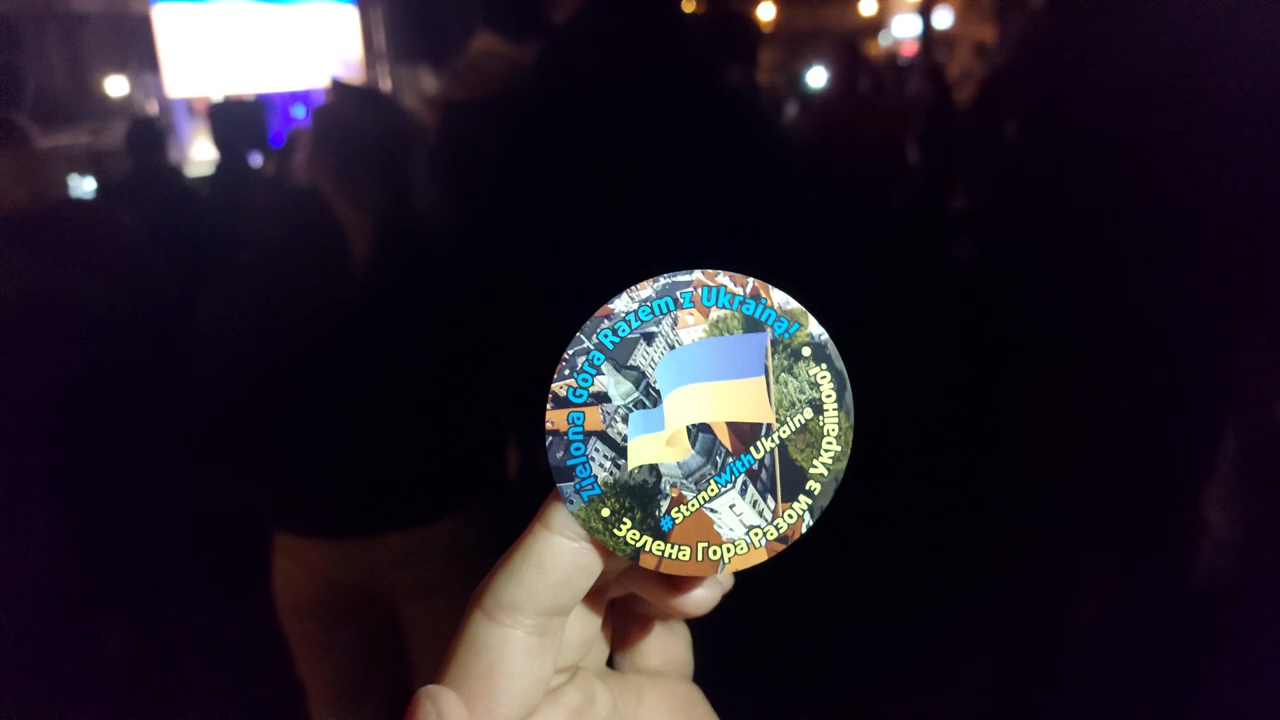 Zielona Góra Razem z Ukrainą!
#StandWithUkraine
• Зелена Гора Разом з Україною! •